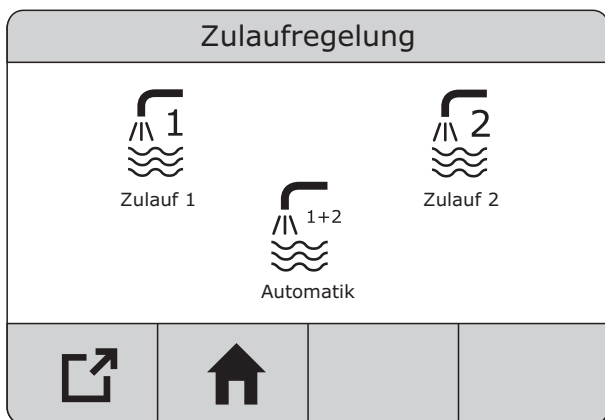 Zulaufregelung
1
Zulauf 1
2
Zulauf 2
1+2
Automatik